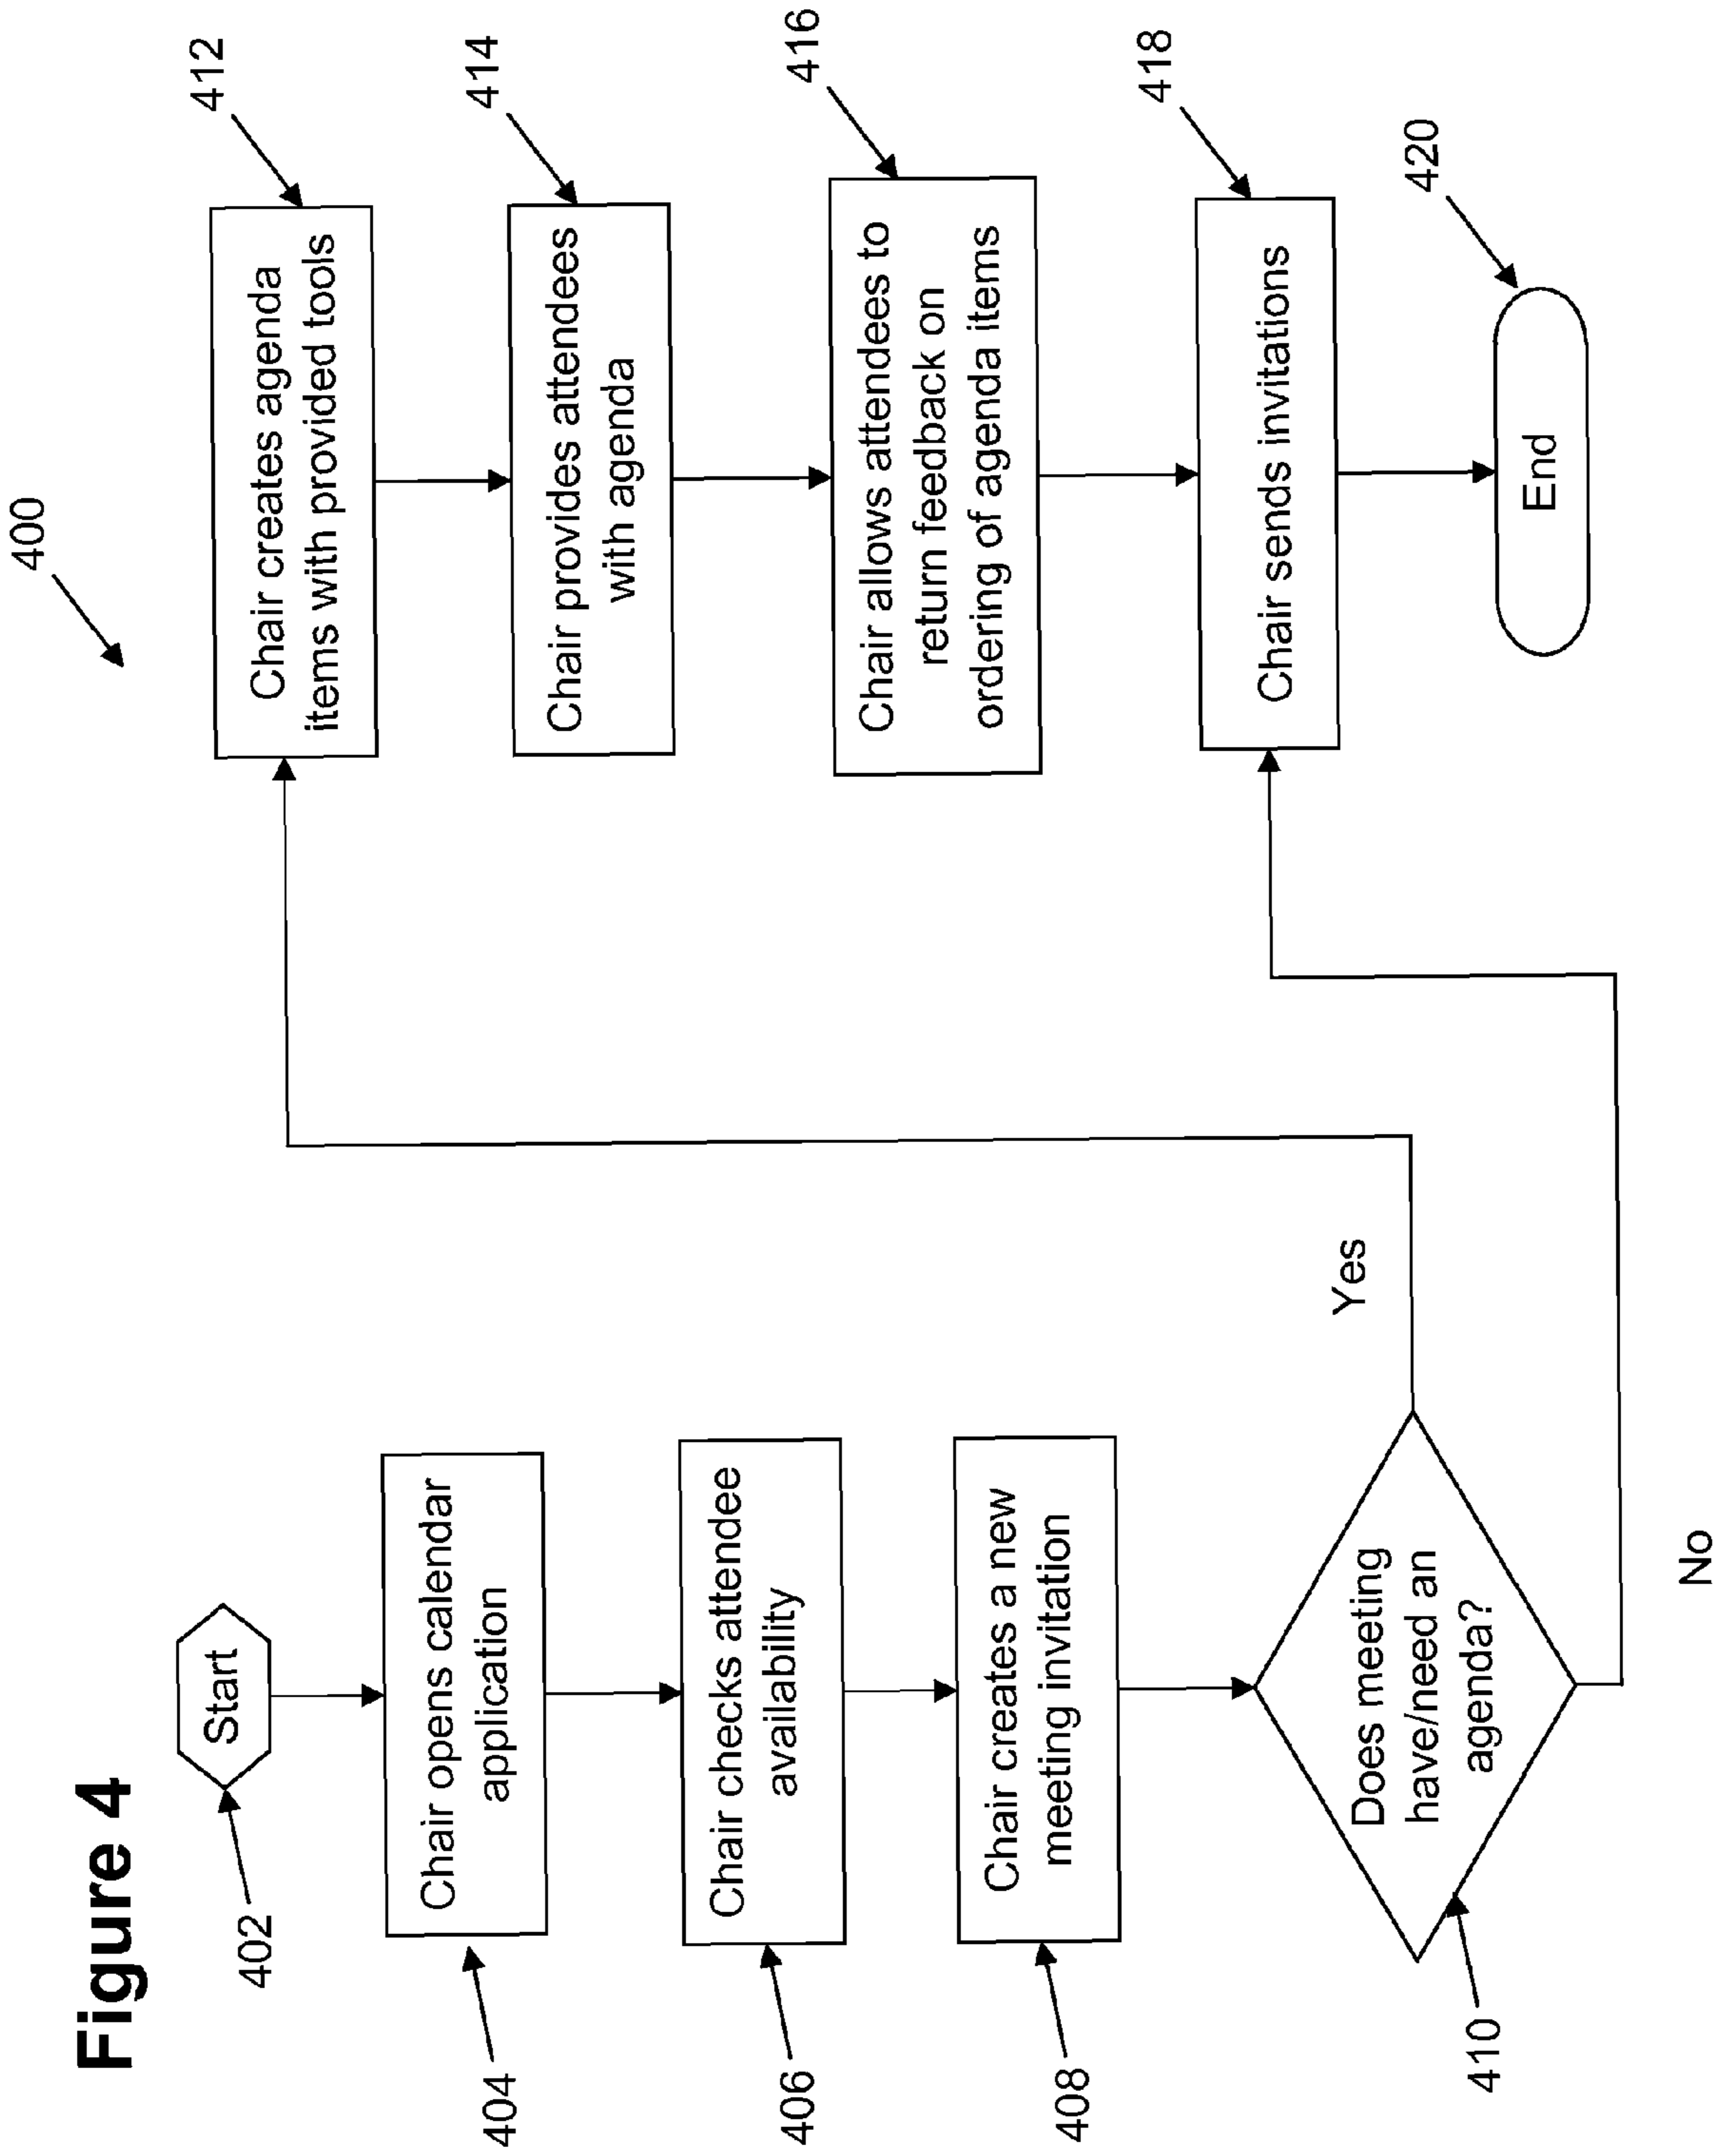 Figure 4
400
402
Start
404
Chair opens calendar
application
406
Chair checks attendee
availability
408
Chair creates a new
meeting invitation
410
Does meeting
have/need an
agenda?
Yes
No
412
Chair creates agenda
items with provided tools
414
Chair provides attendees
with agenda
416
Chair allows attendees to
return feedback on
ordering of agenda items
418
Chair sends invitations
420
End